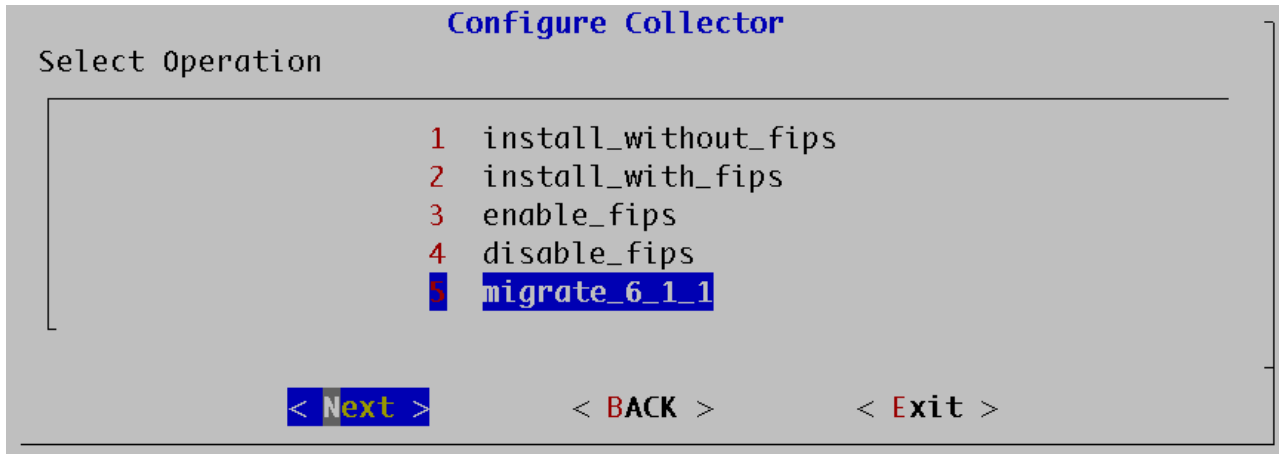 Configure Collector
Select Operation
1 install_without_fips
2 install_with_fips
3 enable_fips
4 disable_fips
5 migrate_6_1_1
< Next > < BACK > < Exit >